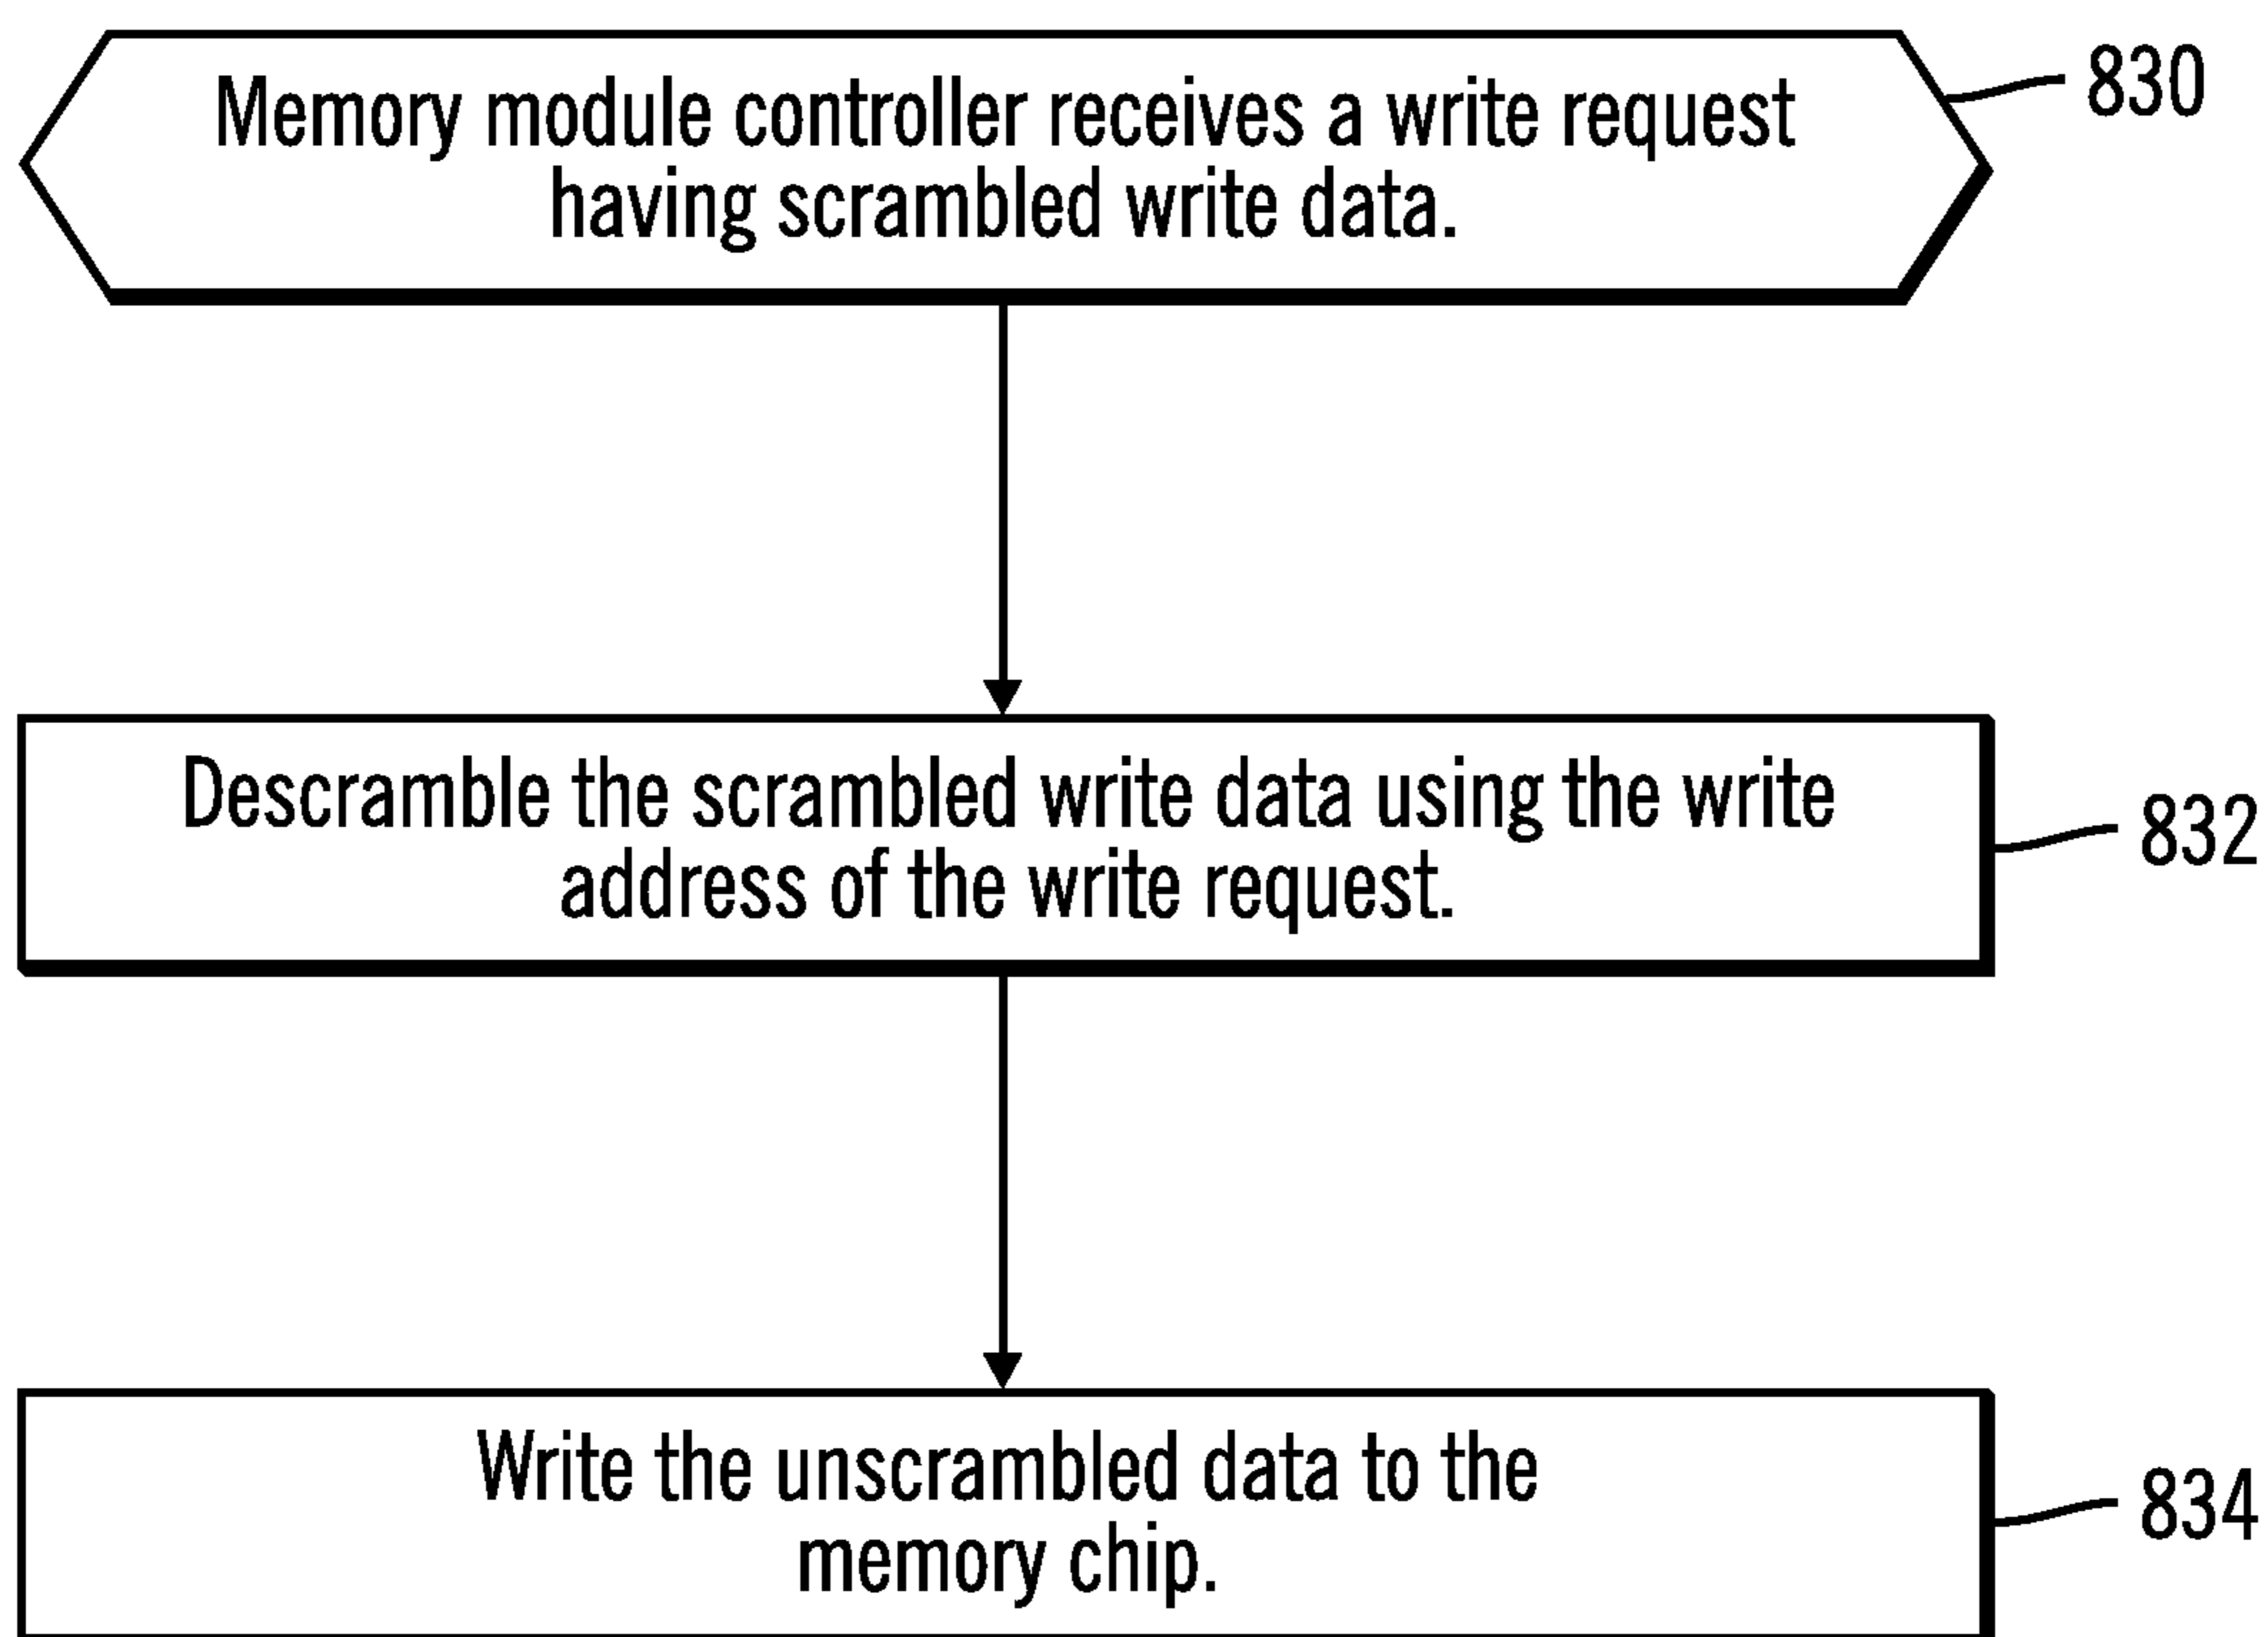 Memory module controller receives a write request
having scrambled write data.
830
Descramble the scrambled write data using the write
address of the write request.
832
Write the unscrambled data to the
memory chip.
834